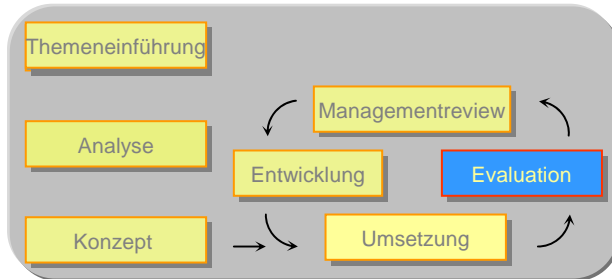 Themeneinführung
Managementreview
Analyse
Entwicklung
Evaluation
Konzept
Umsetzung